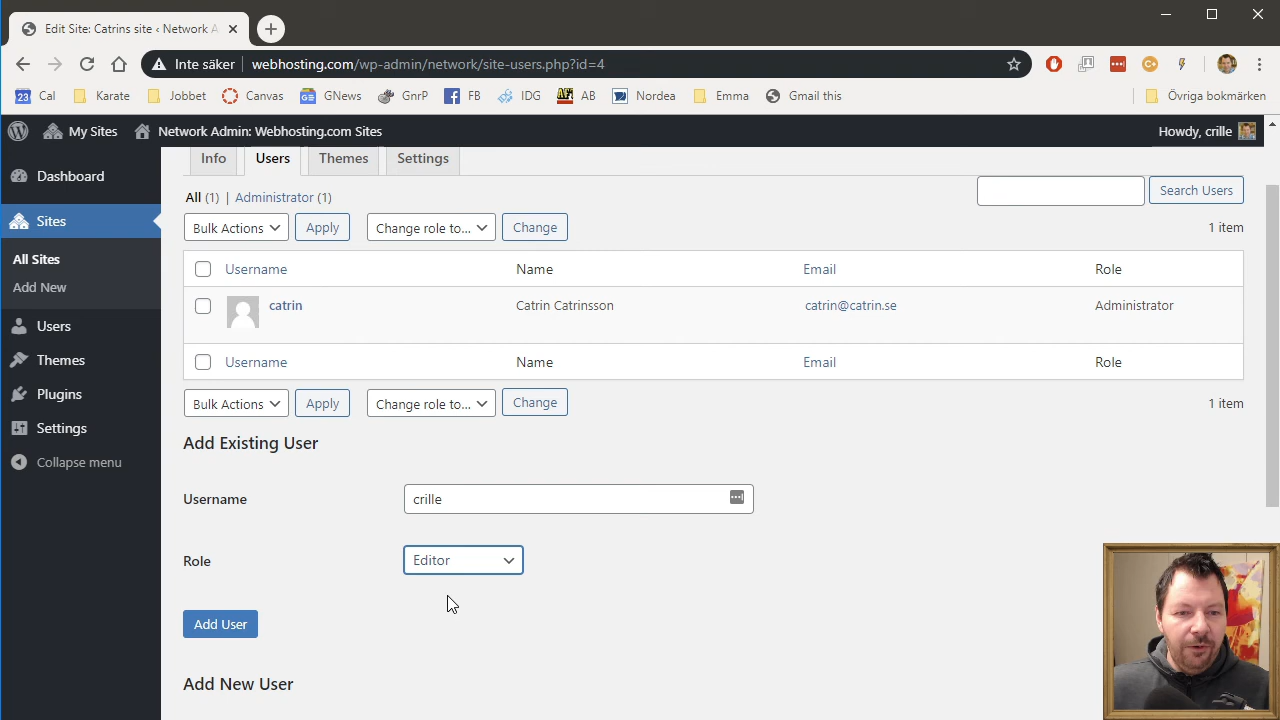 Edit Site: Catrins site ‹ Network A
Inte säker | webhosting.com/wp-admin/network/site-users.php?id=4
23 Cal Karate Jobbet Canvas GNews GnrP FB IDG AB Nordea Emma Gmail this Övriga bokmärken
My Sites Network Admin: Webhosting.com Sites Howdy, crille
Dashboard
Sites
All Sites
Add New
Users
Themes
Plugins
Settings
Collapse menu
Info Users Themes Settings
All (1) | Administrator (1)
Search Users
Bulk Actions Apply Change role to... Change 1 item
Username Name Email Role
catrin Catrin Catrinsson catrin@catrin.se Administrator
Username Name Email Role
Bulk Actions Apply Change role to... Change 1 item
Add Existing User
Username crille
Role Editor
Add User
Add New User